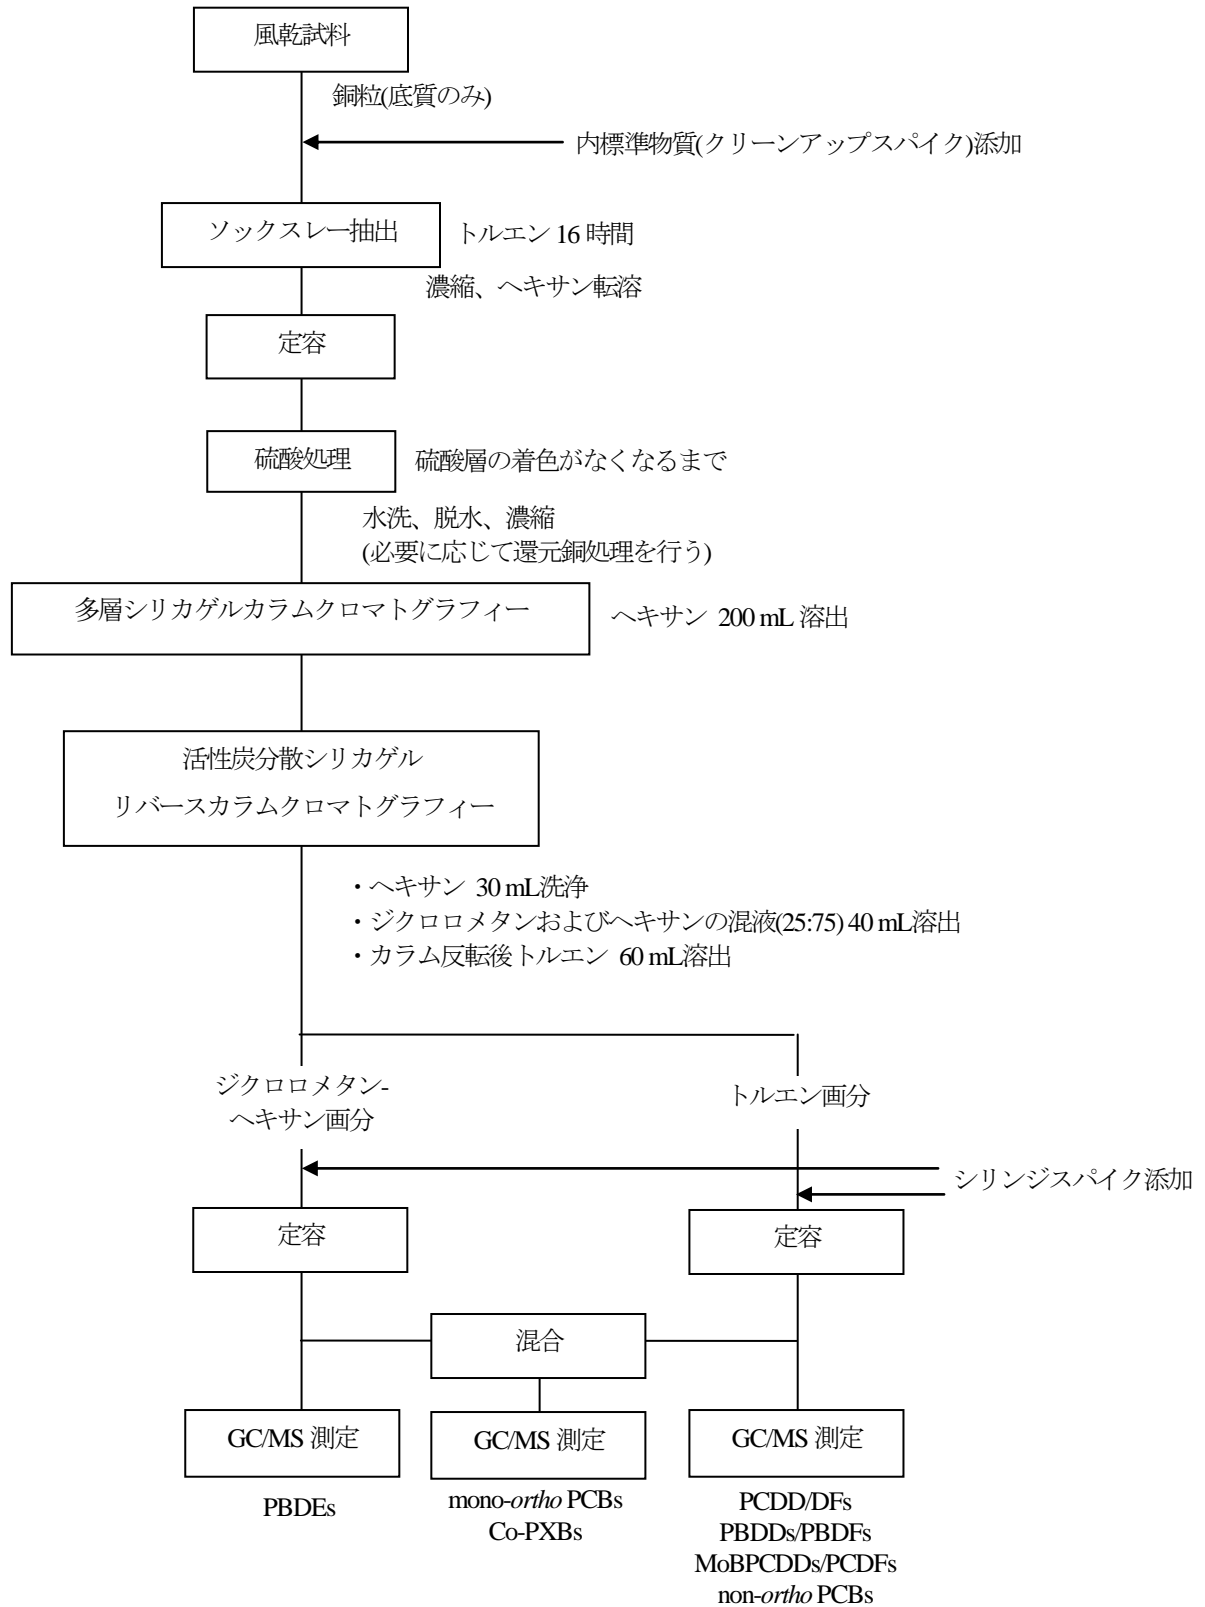 風乾試料
銅粒(底質のみ)
内標準物質(クリーンアップスパイク)添加
ソックスレー抽出
トルエン 16 時間
濃縮、ヘキサン転溶
定容
硫酸処理
硫酸層の着色がなくなるまで
水洗、脱水、濃縮
(必要に応じて還元銅処理を行う)
多層シリカゲルカラムクロマトグラフィー
ヘキサン 200 mL 溶出
活性炭分散シリカゲル
リバースカラムクロマトグラフィー
・ヘキサン 30 mL洗浄
・ジクロロメタンおよびヘキサンの混液(25:75) 40 mL溶出
・カラム反転後トルエン 60 mL溶出
ジクロロメタン-
ヘキサン画分
トルエン画分
シリンジスパイク添加
定容
定容
混合
GC/MS 測定
GC/MS 測定
GC/MS 測定
PBDEs
mono-ortho PCBs
Co-PXBs
PCDD/DFs
PBDDs/PBDFs
MoBPCDDs/PCDFs
non-ortho PCBs